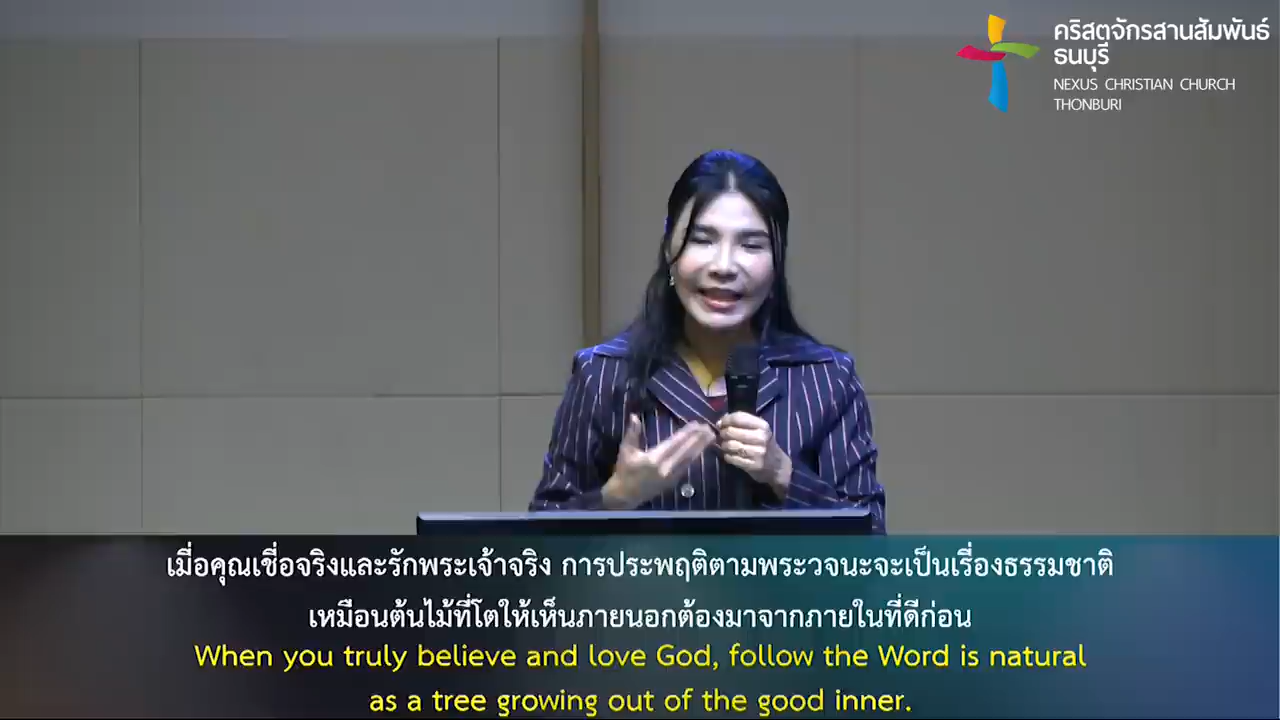 คริสตจักรสานสัมพันธ์
ธนบุรี
NEXUS CHRISTIAN CHURCH
THONBURI
เมื่อคุณเชื่อจริงและรักพระเจ้าจริง การประพฤติตามพระวจนะจะเป็นเรื่องธรรมชาติ
เหมือนต้นไม้ที่โตให้เห็นภายนอกต้องมาจากภายในที่ดีก่อน
When you truly believe and love God, follow the Word is natural
as a tree growing out of the good inner.